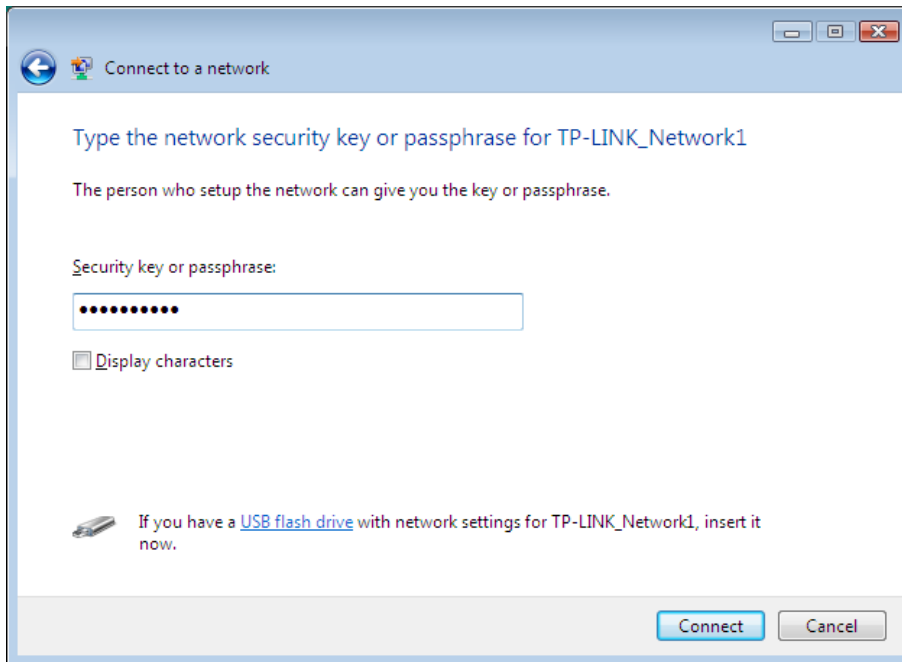 Connect to a network
Type the network security key or passphrase for TP-LINK_Network1
The person who setup the network can give you the key or passphrase.
Security key or passphrase:
••••••••••
Display characters
If you have a USB flash drive with network settings for TP-LINK_Network1, insert it
now.
Connect Cancel